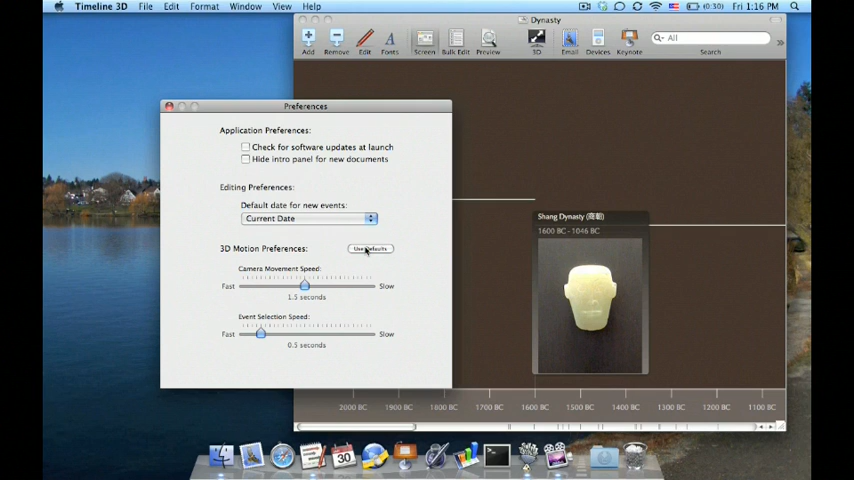 Timeline 3D File Edit Format Window View Help
(0:30) Fri 1:16 PM
Dynasty
Add Remove Edit Fonts Screen Bulk Edit Preview 3D Email Devices Keynote Search
All
Preferences
Application Preferences:
Check for software updates at launch
Hide intro panel for new documents
Editing Preferences:
Default date for new events:
Current Date
3D Motion Preferences:
Use Defaults
Camera Movement Speed:
Fast Slow
1.5 seconds
Event Selection Speed:
Fast Slow
0.5 seconds
Shang Dynasty (商朝)
1600 BC - 1046 BC
2000 BC 1900 BC 1800 BC 1700 BC 1600 BC 1500 BC 1400 BC 1300 BC 1200 BC 1100 BC
30